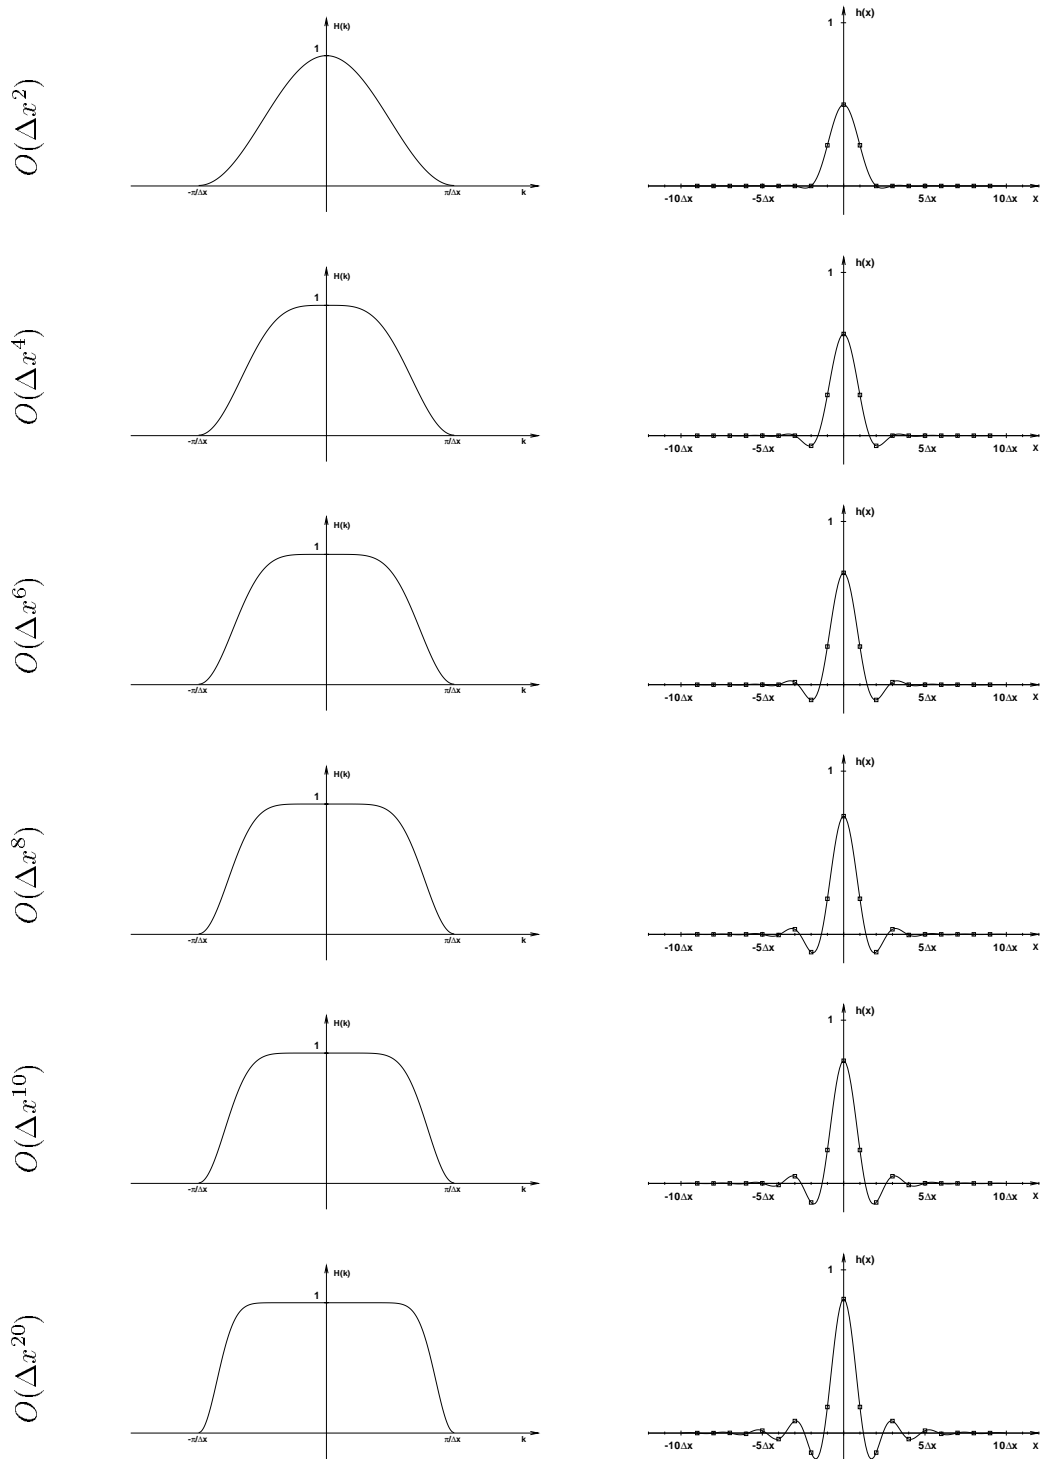 O(Δx²)
H(k)
1
-π/Δx
π/Δx
k
h(x)
1
-10Δx
-5Δx
5Δx
10Δx
x
O(Δx⁴)
H(k)
1
-π/Δx
π/Δx
k
h(x)
1
-10Δx
-5Δx
5Δx
10Δx
x
O(Δx⁶)
H(k)
1
-π/Δx
π/Δx
k
h(x)
1
-10Δx
-5Δx
5Δx
10Δx
x
O(Δx⁸)
H(k)
1
-π/Δx
π/Δx
k
h(x)
1
-10Δx
-5Δx
5Δx
10Δx
x
O(Δx¹⁰)
H(k)
1
-π/Δx
π/Δx
k
h(x)
1
-10Δx
-5Δx
5Δx
10Δx
x
O(Δx²⁰)
H(k)
1
-π/Δx
π/Δx
k
h(x)
1
-10Δx
-5Δx
5Δx
10Δx
x